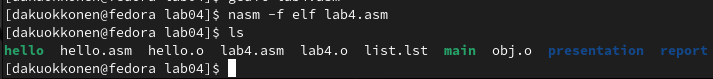 [dakuokkonen@fedora lab04]$ nasm -f elf lab4.asm
[dakuokkonen@fedora lab04]$ ls
hello hello.asm hello.o lab4.asm lab4.o list.lst main obj.o presentation report
[dakuokkonen@fedora lab04]$